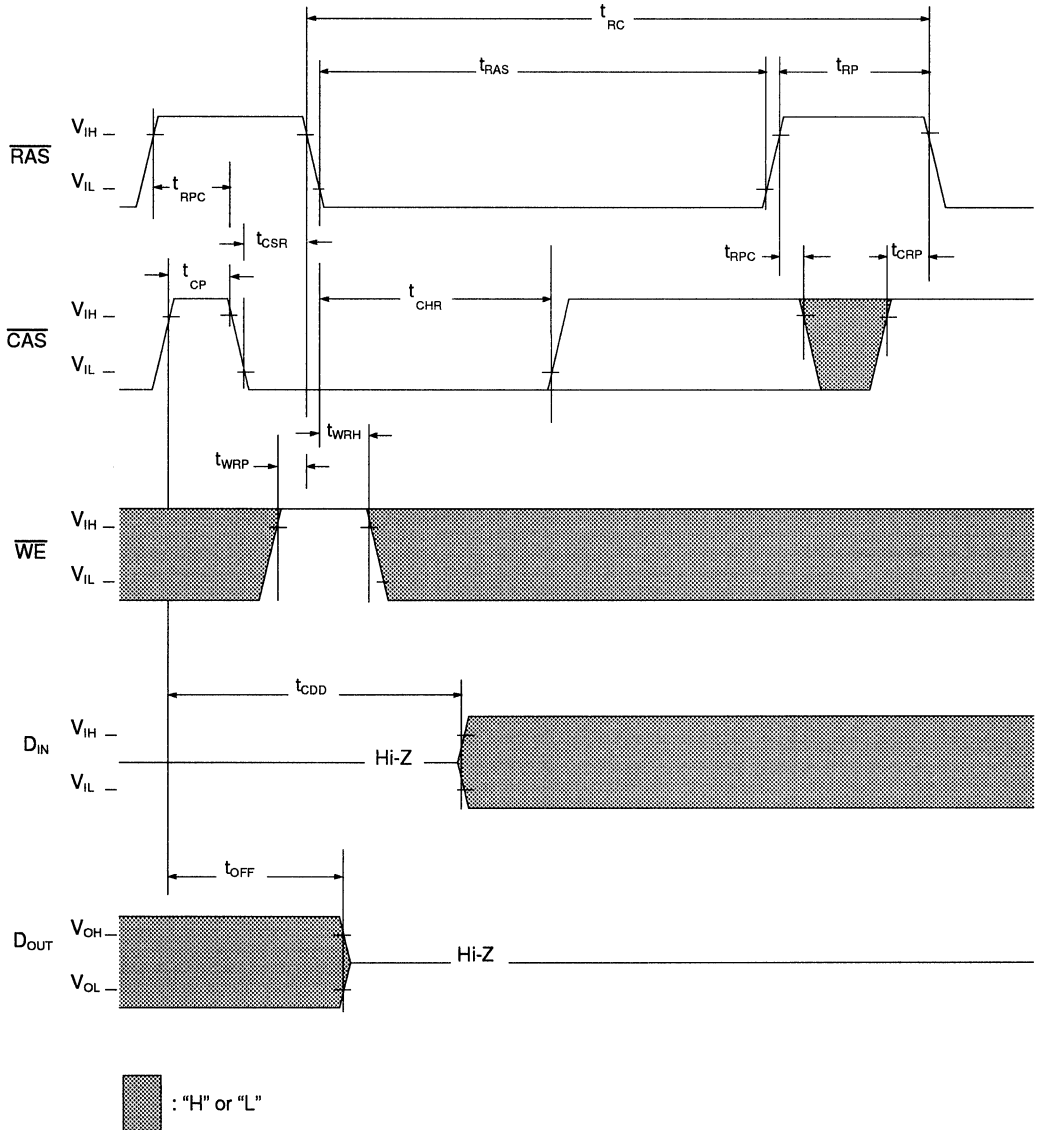 tRC
tRAS
tRP
RAS
VIH
VIL
tRPC
tCSR
tRPC
tCRP
tCP
tCHR
CAS
VIH
VIL
tWRH
tWRP
WE
VIH
VIL
tCDD
DIN
VIH
VIL
Hi-Z
tOFF
DOUT
VOH
VOL
Hi-Z
: “H” or “L”